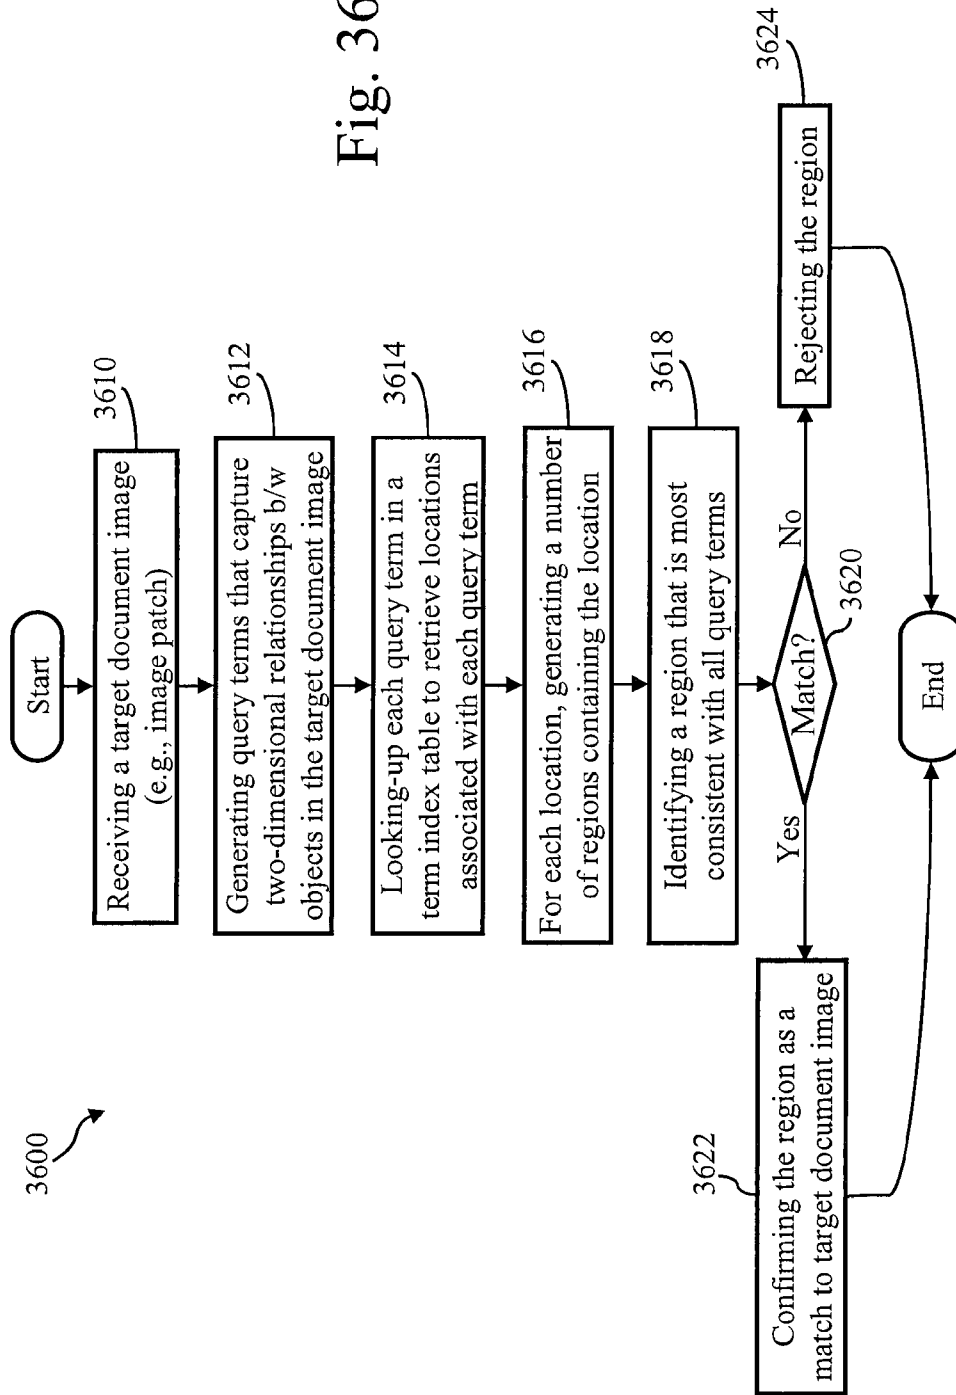 3600
Start
3610
Receiving a target document image
(e.g., image patch)
3612
Generating query terms that capture
two-dimensional relationships b/w
objects in the target document image
3614
Looking-up each query term in a
term index table to retrieve locations
associated with each query term
3616
For each location, generating a number
of regions containing the location
3618
Identifying a region that is most
consistent with all query terms
Match?
3620
Yes
No
3622
Confirming the region as a
match to target document image
3624
Rejecting the region
End
Fig. 36